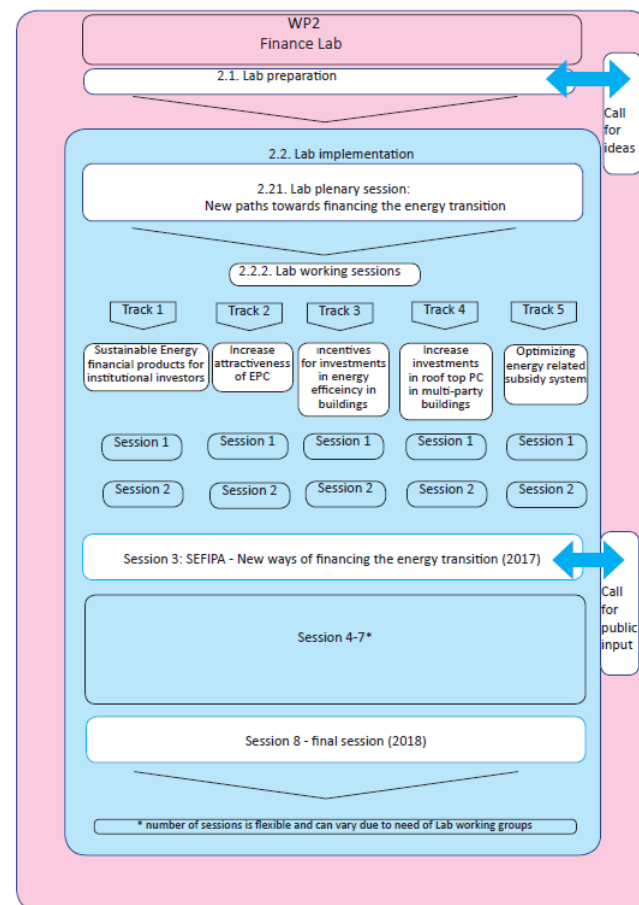 WP2
Finance Lab
2.1. Lab preparation
Call
for
ideas
2.2. Lab implementation
2.21. Lab plenary session:
New paths towards financing the energy transition
2.2.2. Lab working sessions
Track 1
Track 2
Track 3
Track 4
Track 5
Sustainable Energy
financial products for
institutional investors
Increase
attractiveness
of EPC
incentives
for investments
in energy
efficeincy in
buildings
Increase
investments
in roof top PC
in multi-party
buildings
Optimizing
energy related
subsidy system
Session 1
Session 1
Session 1
Session 1
Session 1
Session 2
Session 2
Session 2
Session 2
Session 2
Session 3: SEFIPA - New ways of financing the energy transition (2017)
Call
for
public
input
Session 4-7*
Session 8 - final session (2018)
* number of sessions is flexible and can vary due to need of Lab working groups